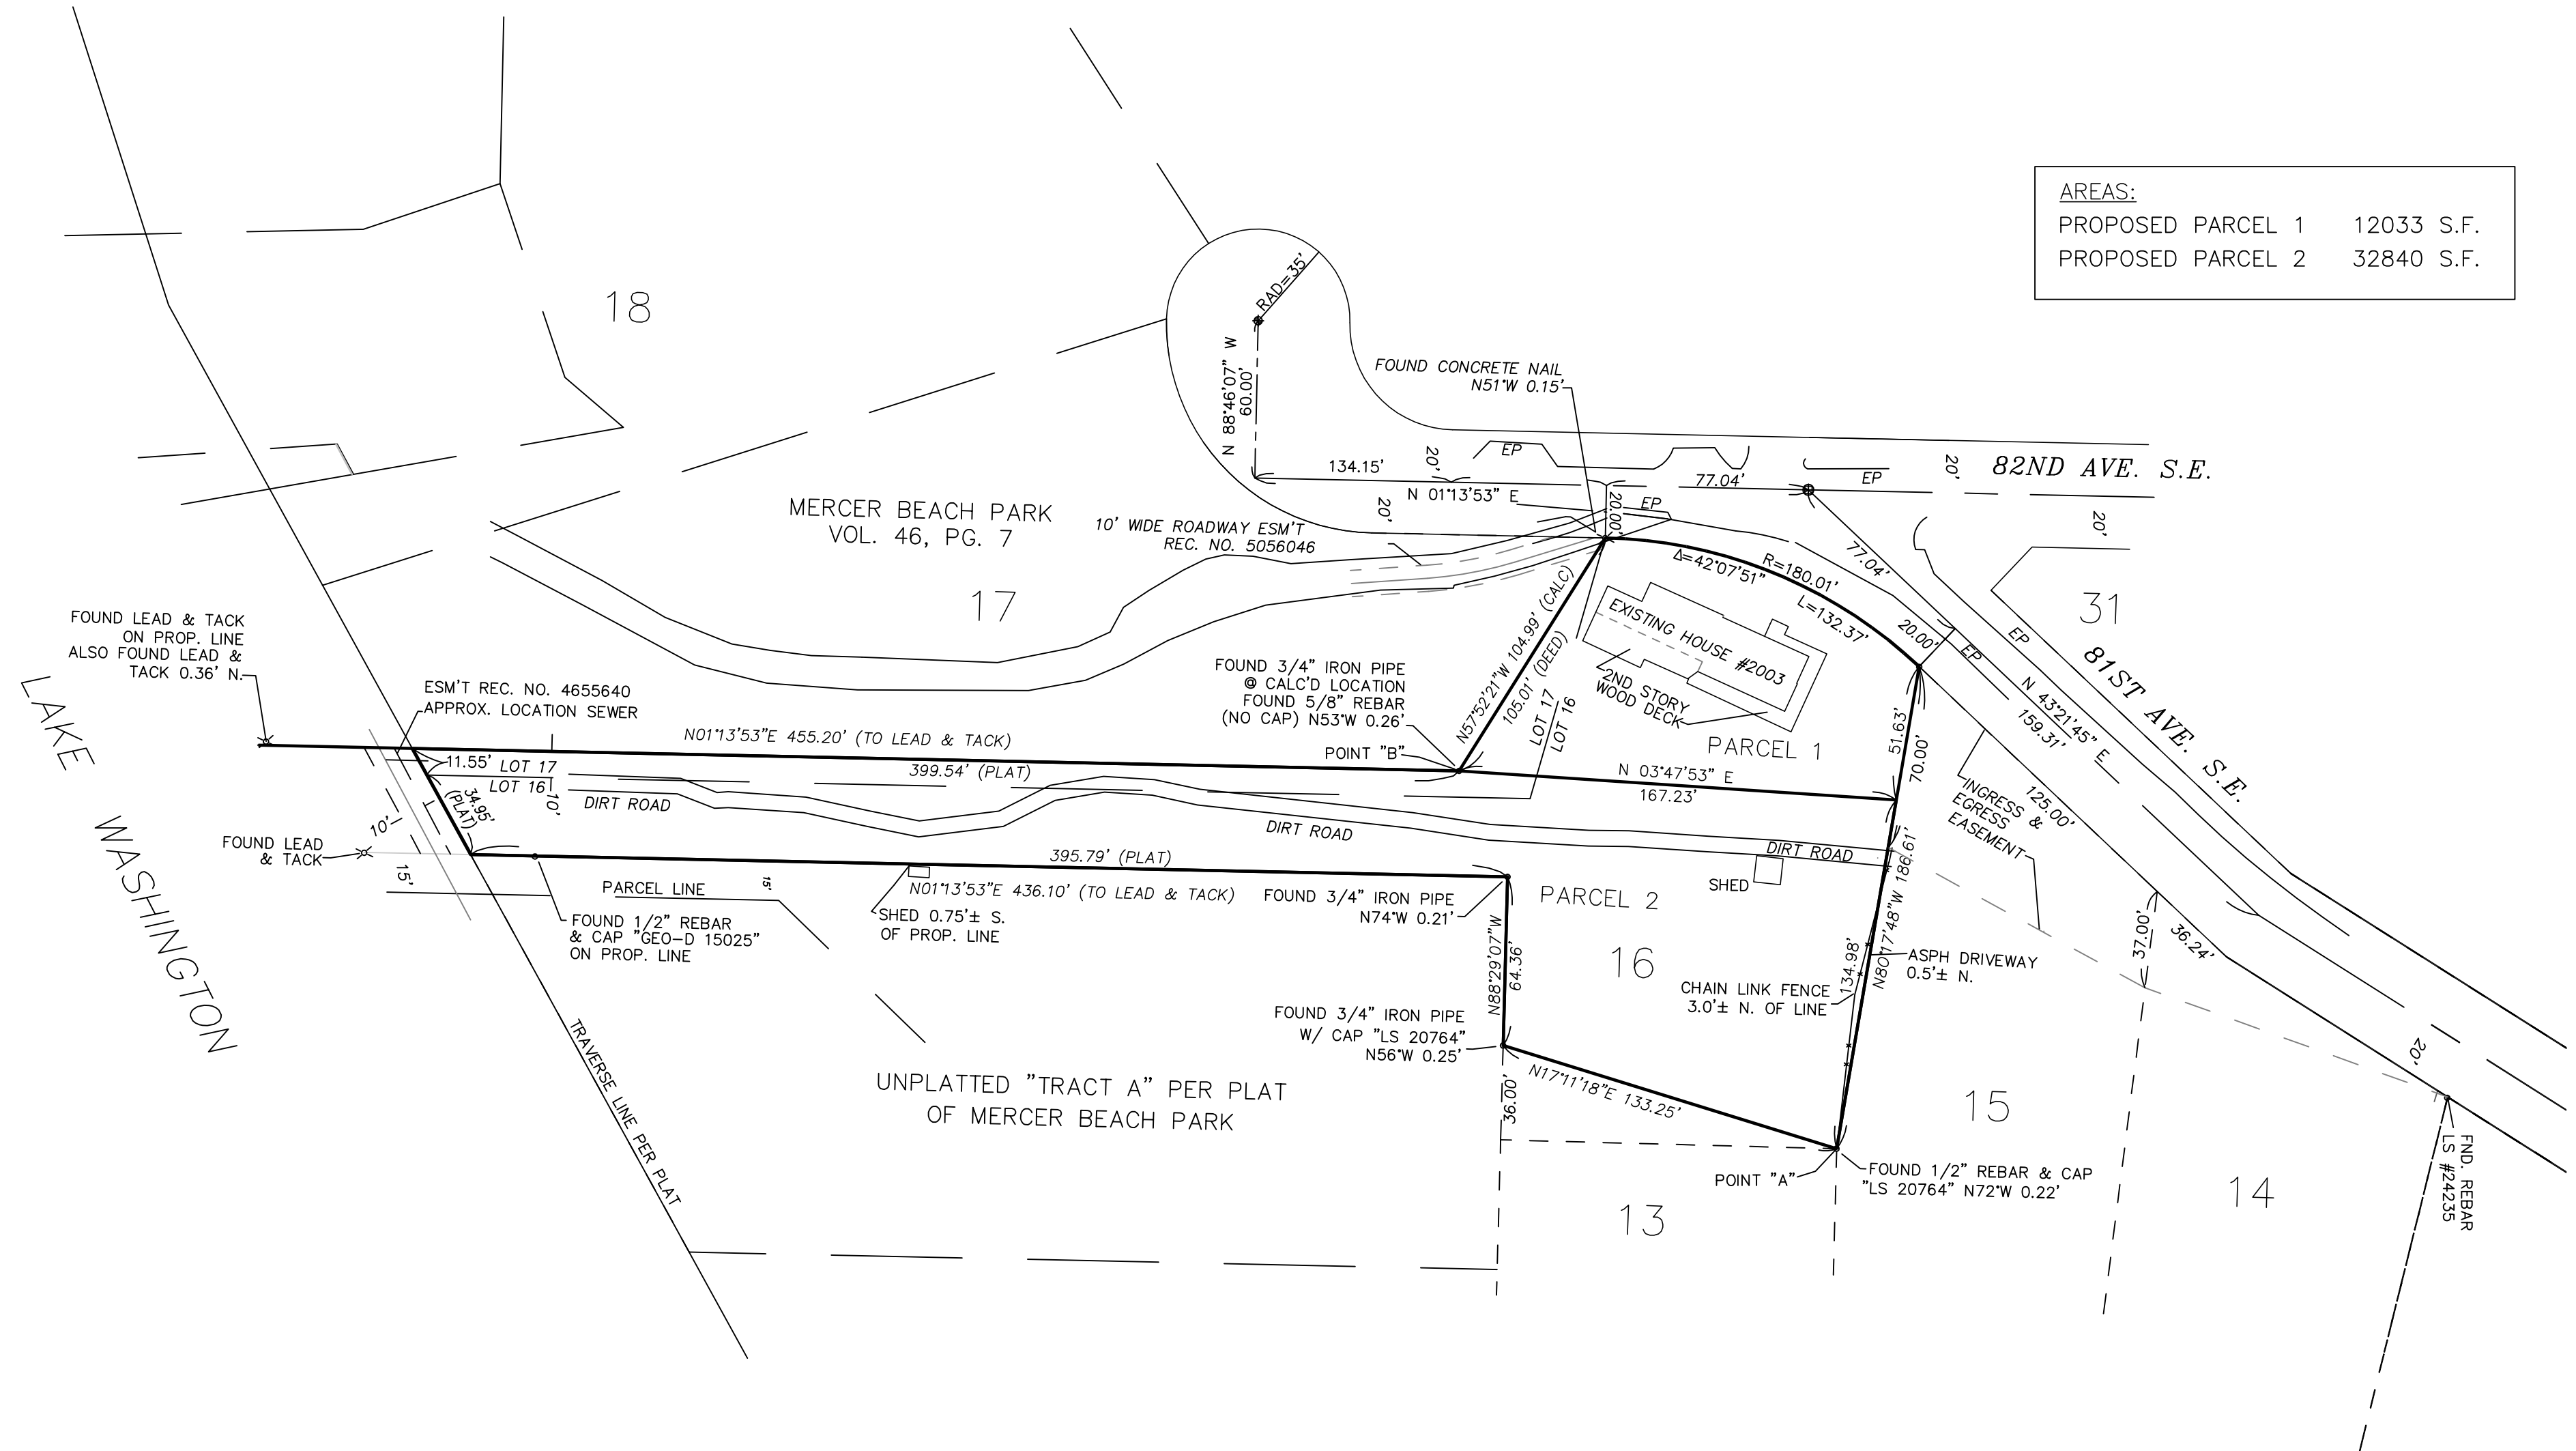 AREAS:
PROPOSED PARCEL 1 12033 S.F.
PROPOSED PARCEL 2 32840 S.F.
18
RAD=35'
N 88°46'07" W
60.00'
FOUND CONCRETE NAIL
N51°W 0.15'
134.15'
20'
EP
N 01°13'53" E
77.04'
EP
20'
82ND AVE. S.E.
20'
20.00'
EP
20'
MERCER BEACH PARK
VOL. 46, PG. 7
10' WIDE ROADWAY ESM'T
REC. NO. 5056046
17
77.04'
R=180.01'
Δ=42°07'51"
L=132.37'
20.00'
EP
EP
31
81ST AVE. S.E.
N 43°21'45" E
159.31'
125.00'
INGRESS &
EGRESS
EASEMENT
36.24'
37.00'
20'
EXISTING HOUSE #2003
2ND STORY
WOOD DECK
N57°52'21"W 104.99' (CALC)
105.01' (DEED)
LOT 17
LOT 16
PARCEL 1
51.63'
70.00'
FOUND LEAD & TACK
ON PROP. LINE
ALSO FOUND LEAD &
TACK 0.36' N.
LAKE WASHINGTON
ESM'T REC. NO. 4655640
APPROX. LOCATION SEWER
FOUND 3/4" IRON PIPE
@ CALC'D LOCATION
FOUND 5/8" REBAR
(NO CAP) N53°W 0.26'
POINT "B"
N01°13'53"E 455.20' (TO LEAD & TACK)
399.54' (PLAT)
N 03°47'53" E
167.23'
11.55'
LOT 17
LOT 16
10'
34.95'
(PLAT)
DIRT ROAD
DIRT ROAD
DIRT ROAD
10'
15'
FOUND LEAD
& TACK
395.79' (PLAT)
N01°13'53"E 436.10' (TO LEAD & TACK)
PARCEL LINE
15'
FOUND 1/2" REBAR
& CAP "GEO-D 15025"
ON PROP. LINE
SHED 0.75'± S.
OF PROP. LINE
FOUND 3/4" IRON PIPE
N74°W 0.21'
PARCEL 2
SHED
16
N88°29'07"W
64.36'
N80°17'48"W 186.61'
134.98'
ASPH DRIVEWAY
0.5'± N.
CHAIN LINK FENCE
3.0'± N. OF LINE
FOUND 3/4" IRON PIPE
W/ CAP "LS 20764"
N56°W 0.25'
N17°11'18"E 133.25'
36.00'
TRAVERSE LINE PER PLAT
UNPLATTED "TRACT A" PER PLAT
OF MERCER BEACH PARK
POINT "A"
FOUND 1/2" REBAR & CAP
"LS 20764" N72°W 0.22'
13
15
14
FND. REBAR
LS #24235